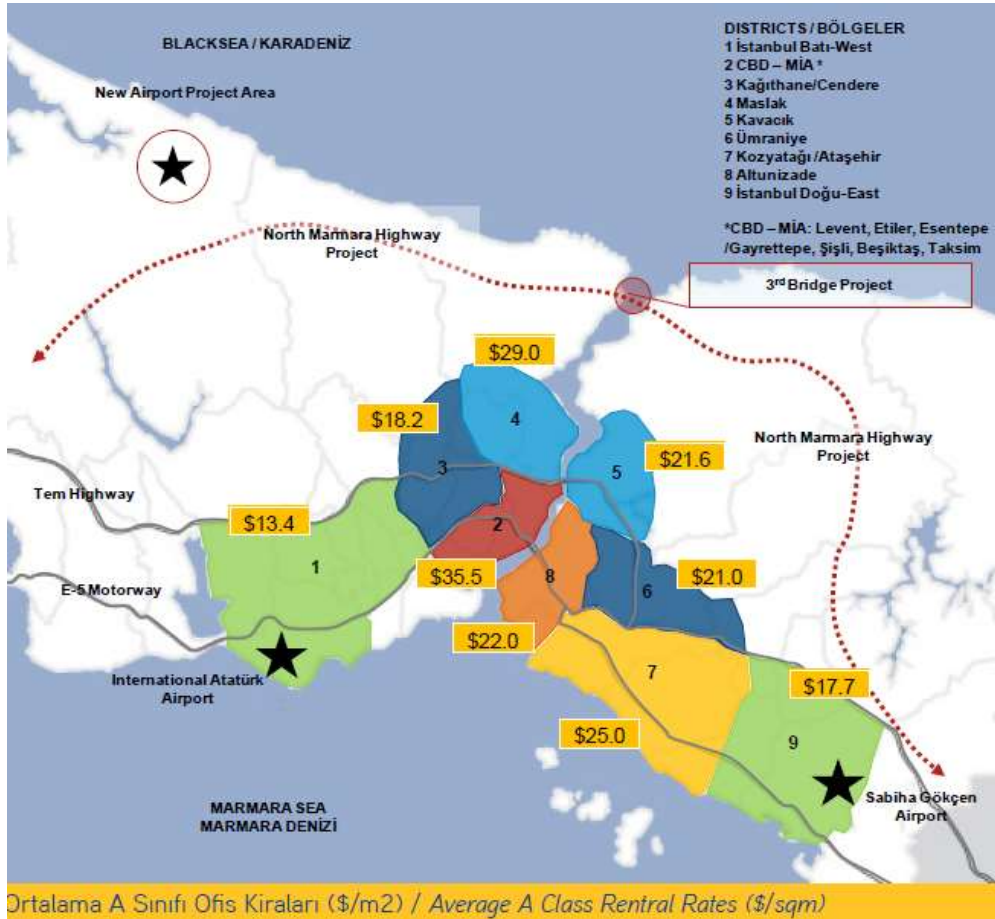 DISTRICTS / BÖLGELER
1 İstanbul Batı-West
2 CBD – MİA *
3 Kağıthane/Cendere
4 Maslak
5 Kavacık
6 Ümraniye
7 Kozyatağı /Ataşehir
8 Altunizade
9 İstanbul Doğu-East
*CBD – MİA: Levent, Etiler, Esentepe
/Gayrettepe, Şişli, Beşiktaş, Taksim
BLACKSEA / KARADENİZ
New Airport Project Area
North Marmara Highway
Project
3rd Bridge Project
$29.0
4
$18.2
3
5
$21.6
North Marmara Highway
Project
Tem Highway
$13.4
1
2
$35.5
8
6
$21.0
E-5 Motorway
$22.0
International Atatürk
Airport
7
$17.7
$25.0
9
Sabiha Gökçen
Airport
MARMARA SEA
MARMARA DENİZİ
Ortalama A Sınıfı Ofis Kiraları ($/m2) / Average A Class Rentral Rates ($/sqm)